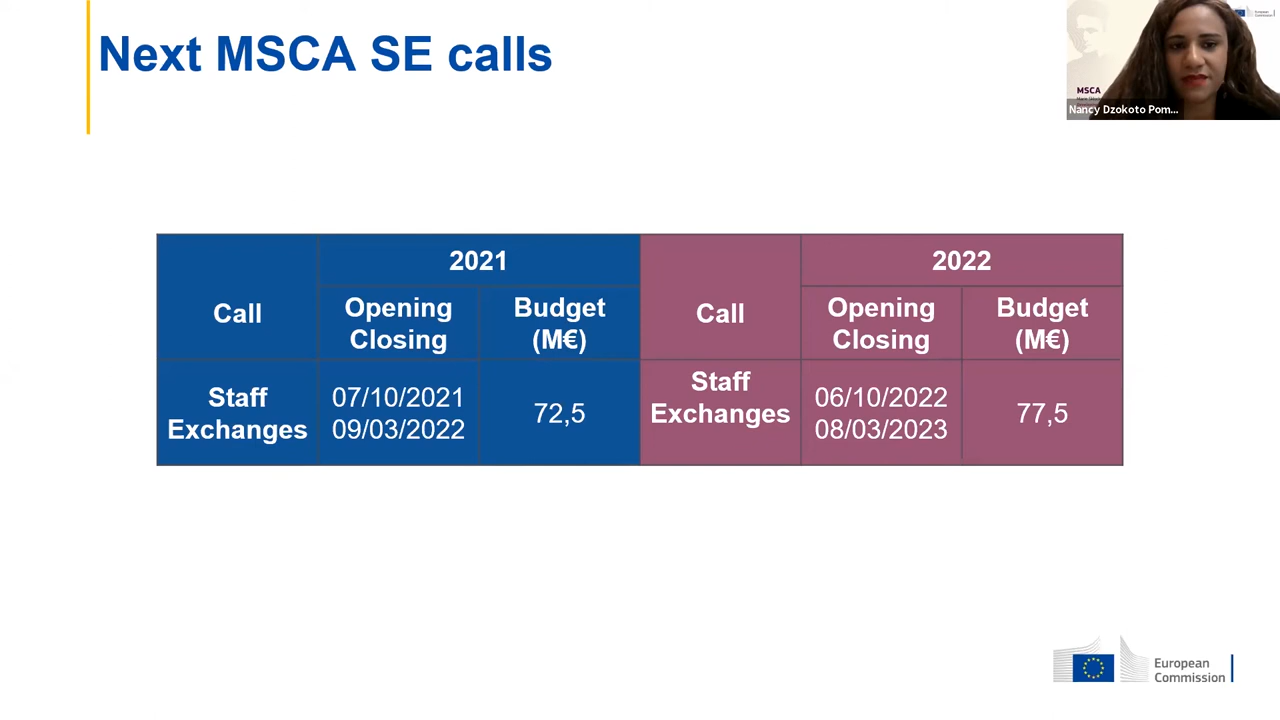 Next MSCA SE calls
MSCA
Nancy Dzokoto Pom...
Call
2021
Opening
Closing
Budget
(M€)
Call
2022
Opening
Closing
Budget
(M€)
Staff
Exchanges
07/10/2021
09/03/2022
72,5
Staff
Exchanges
06/10/2022
08/03/2023
77,5
European
Commission